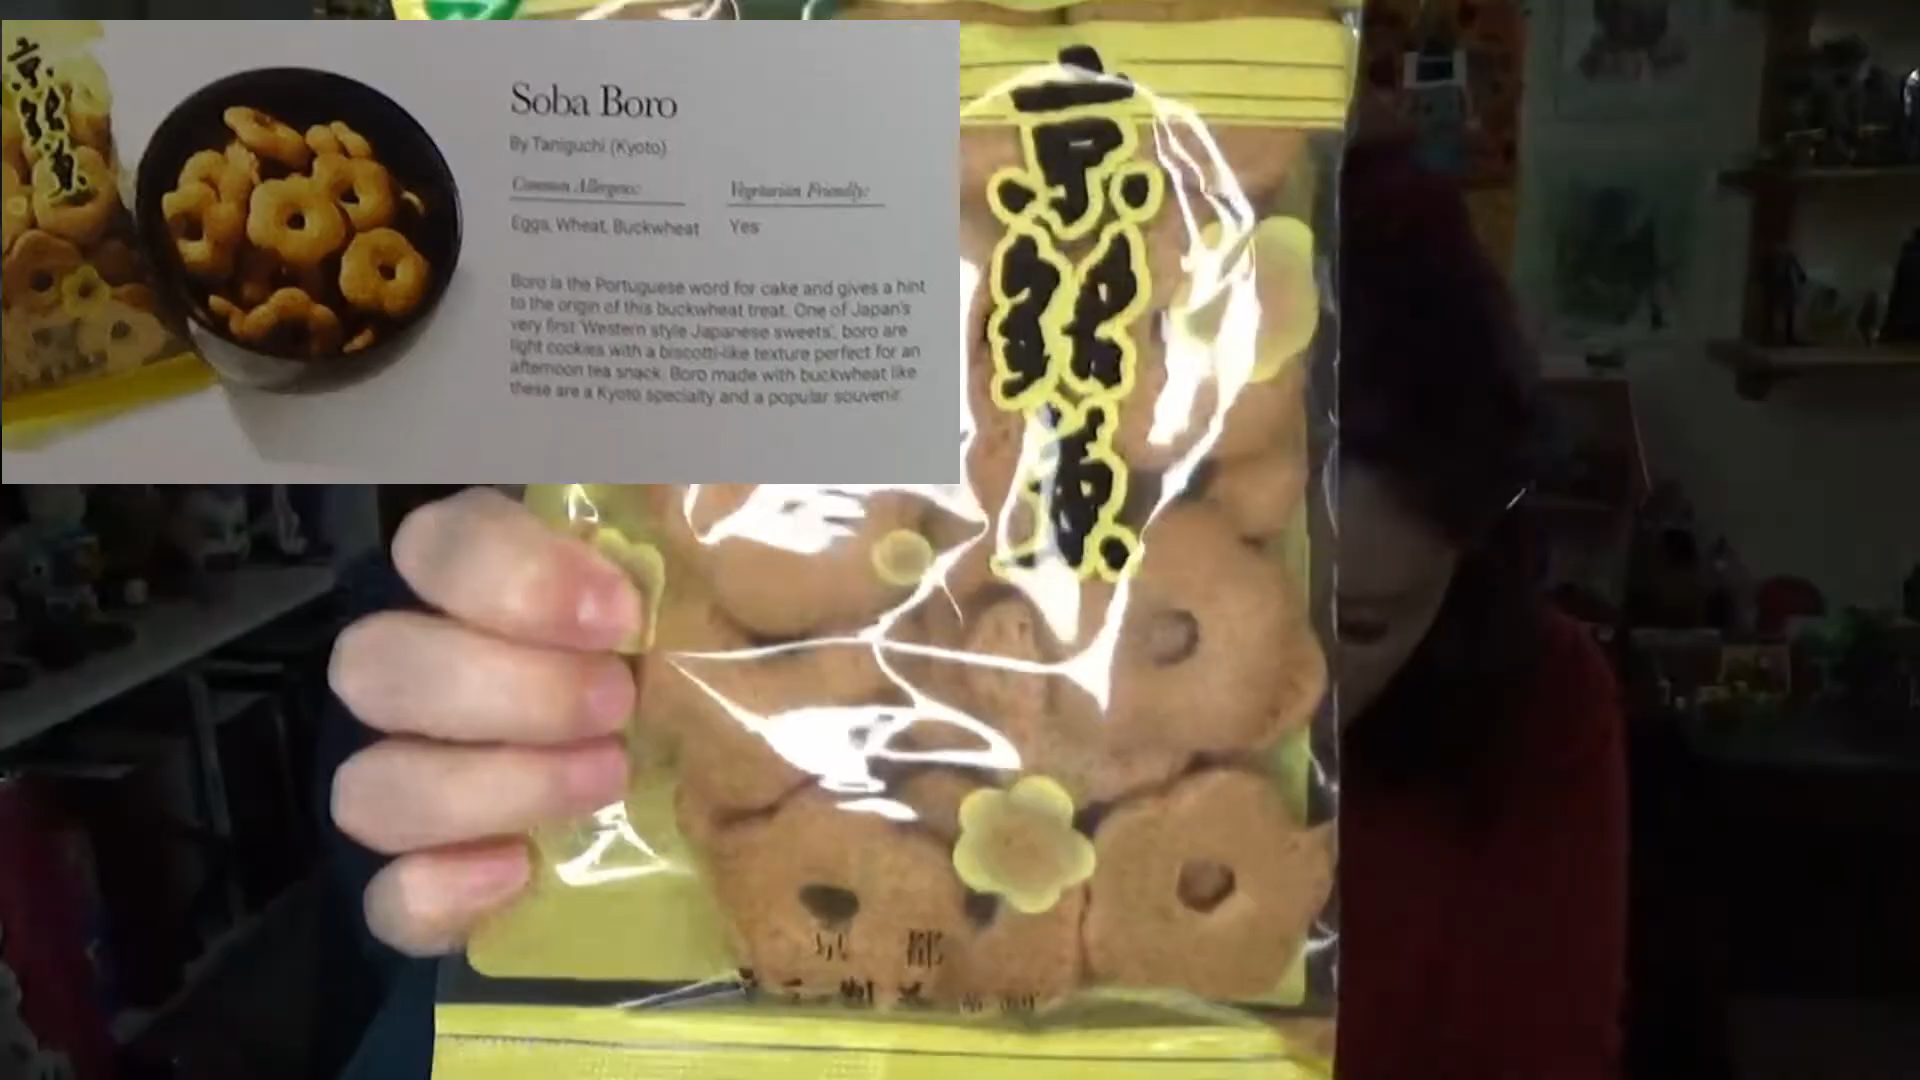 Soba Boro
By Taniguchi (Kyoto)
Common Allergens:
Vegetarian Friendly:
Eggs, Wheat, Buckwheat
Yes
Boro is the Portuguese word for cake and gives a hint
to the origin of this buckwheat treat. One of Japan's
very first 'Western style Japanese sweets', boro are
light cookies with a biscotti-like texture perfect for an
afternoon tea snack. Boro made with buckwheat like
these are a Kyoto specialty and a popular souvenir.
京
京都